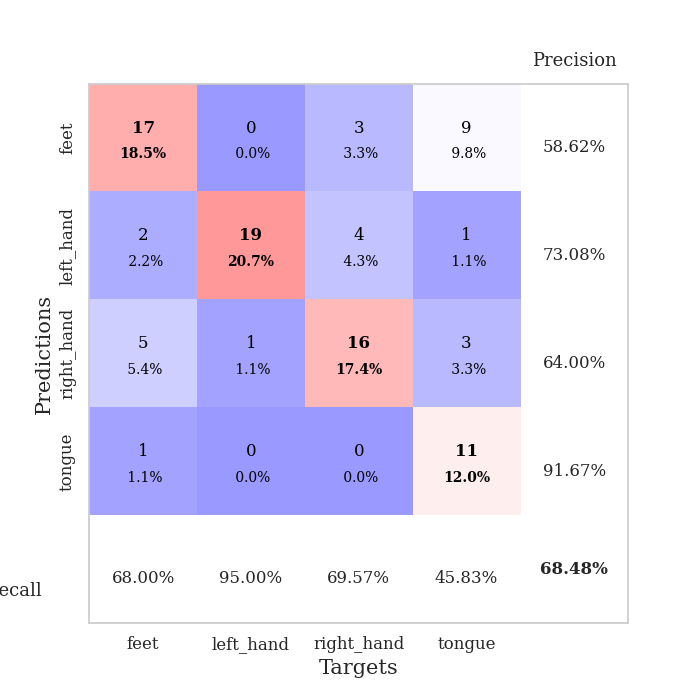 Precision
feet
17 0 3 9
18.5% 0.0% 3.3% 9.8%
58.62%
left_hand
2 19 4 1
2.2% 20.7% 4.3% 1.1%
73.08%
Predictions
right_hand
5 1 16 3
5.4% 1.1% 17.4% 3.3%
64.00%
tongue
1 0 0 11
1.1% 0.0% 0.0% 12.0%
91.67%
ecall
68.00% 95.00% 69.57% 45.83% 68.48%
feet left_hand right_hand tongue
Targets